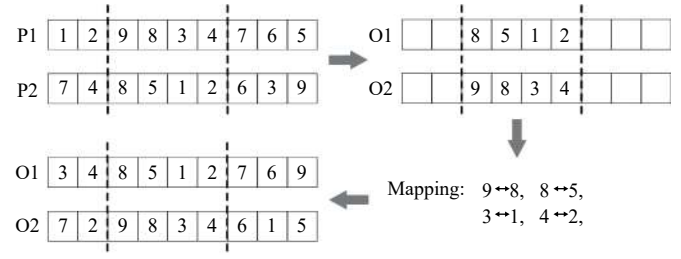 P1 1 2 9 8 3 4 7 6 5
P2 7 4 8 5 1 2 6 3 9
O1 8 5 1 2
O2 9 8 3 4
Mapping: 9↔8, 8↔5,
3↔1, 4↔2,
O1 3 4 8 5 1 2 7 6 9
O2 7 2 9 8 3 4 6 1 5